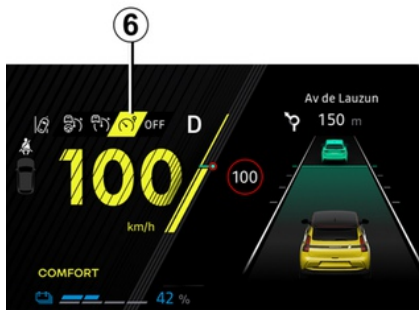 6
Av de Lauzun
150 m
OFF
D
100
100
km/h
COMFORT
42 %